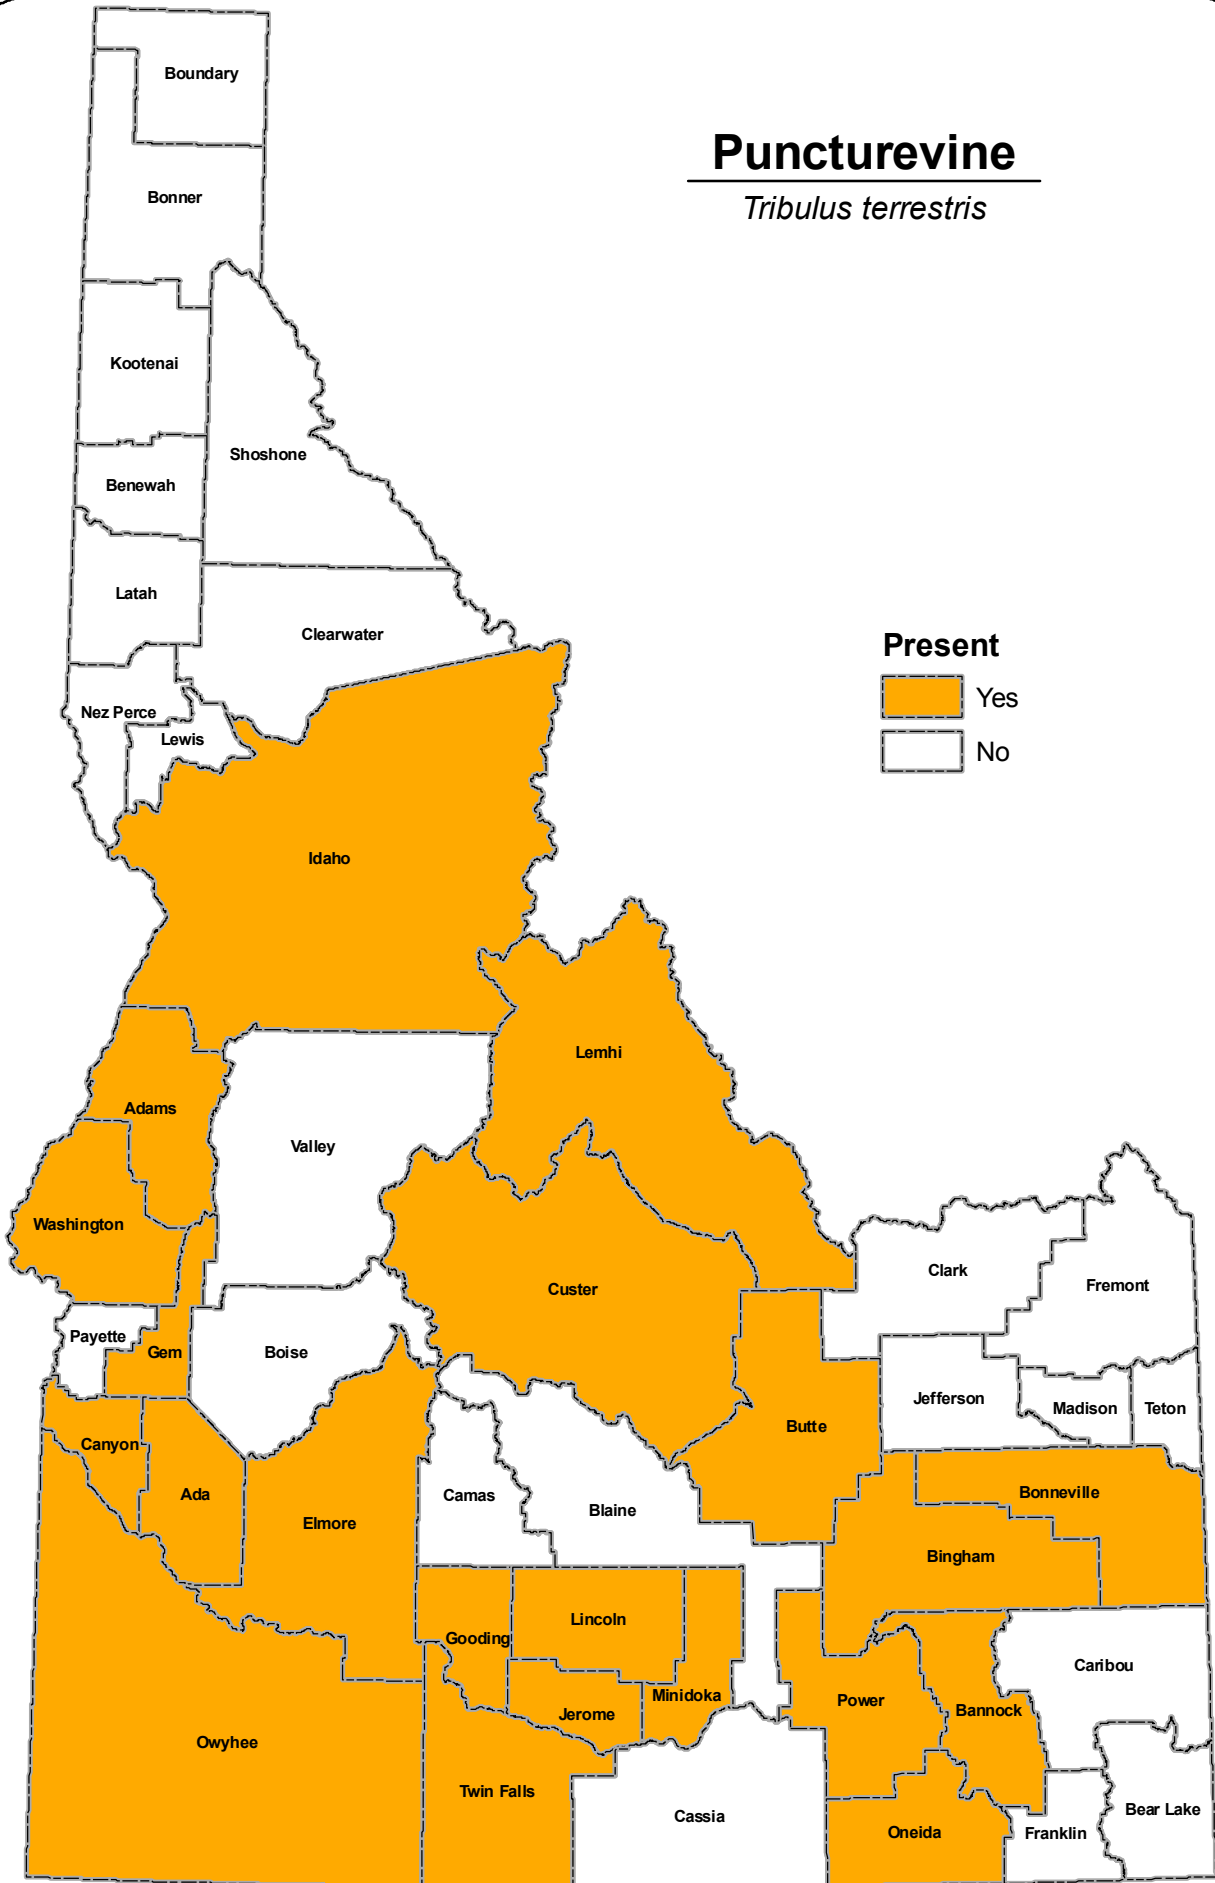 Boundary
Puncturevine
Bonner
Tribulus terrestris
Kootenai
Shoshone
Benewah
Latah
Clearwater
Present
Yes
No
Nez Perce
Lewis
Idaho
Lemhi
Adams
Valley
Washington
Clark
Fremont
Custer
Payette
Gem
Boise
Jefferson
Madison
Teton
Butte
Canyon
Ada
Camas
Blaine
Bonneville
Elmore
Bingham
Lincoln
Gooding
Caribou
Minidoka
Power
Bannock
Jerome
Owyhee
Twin Falls
Cassia
Bear Lake
Oneida
Franklin